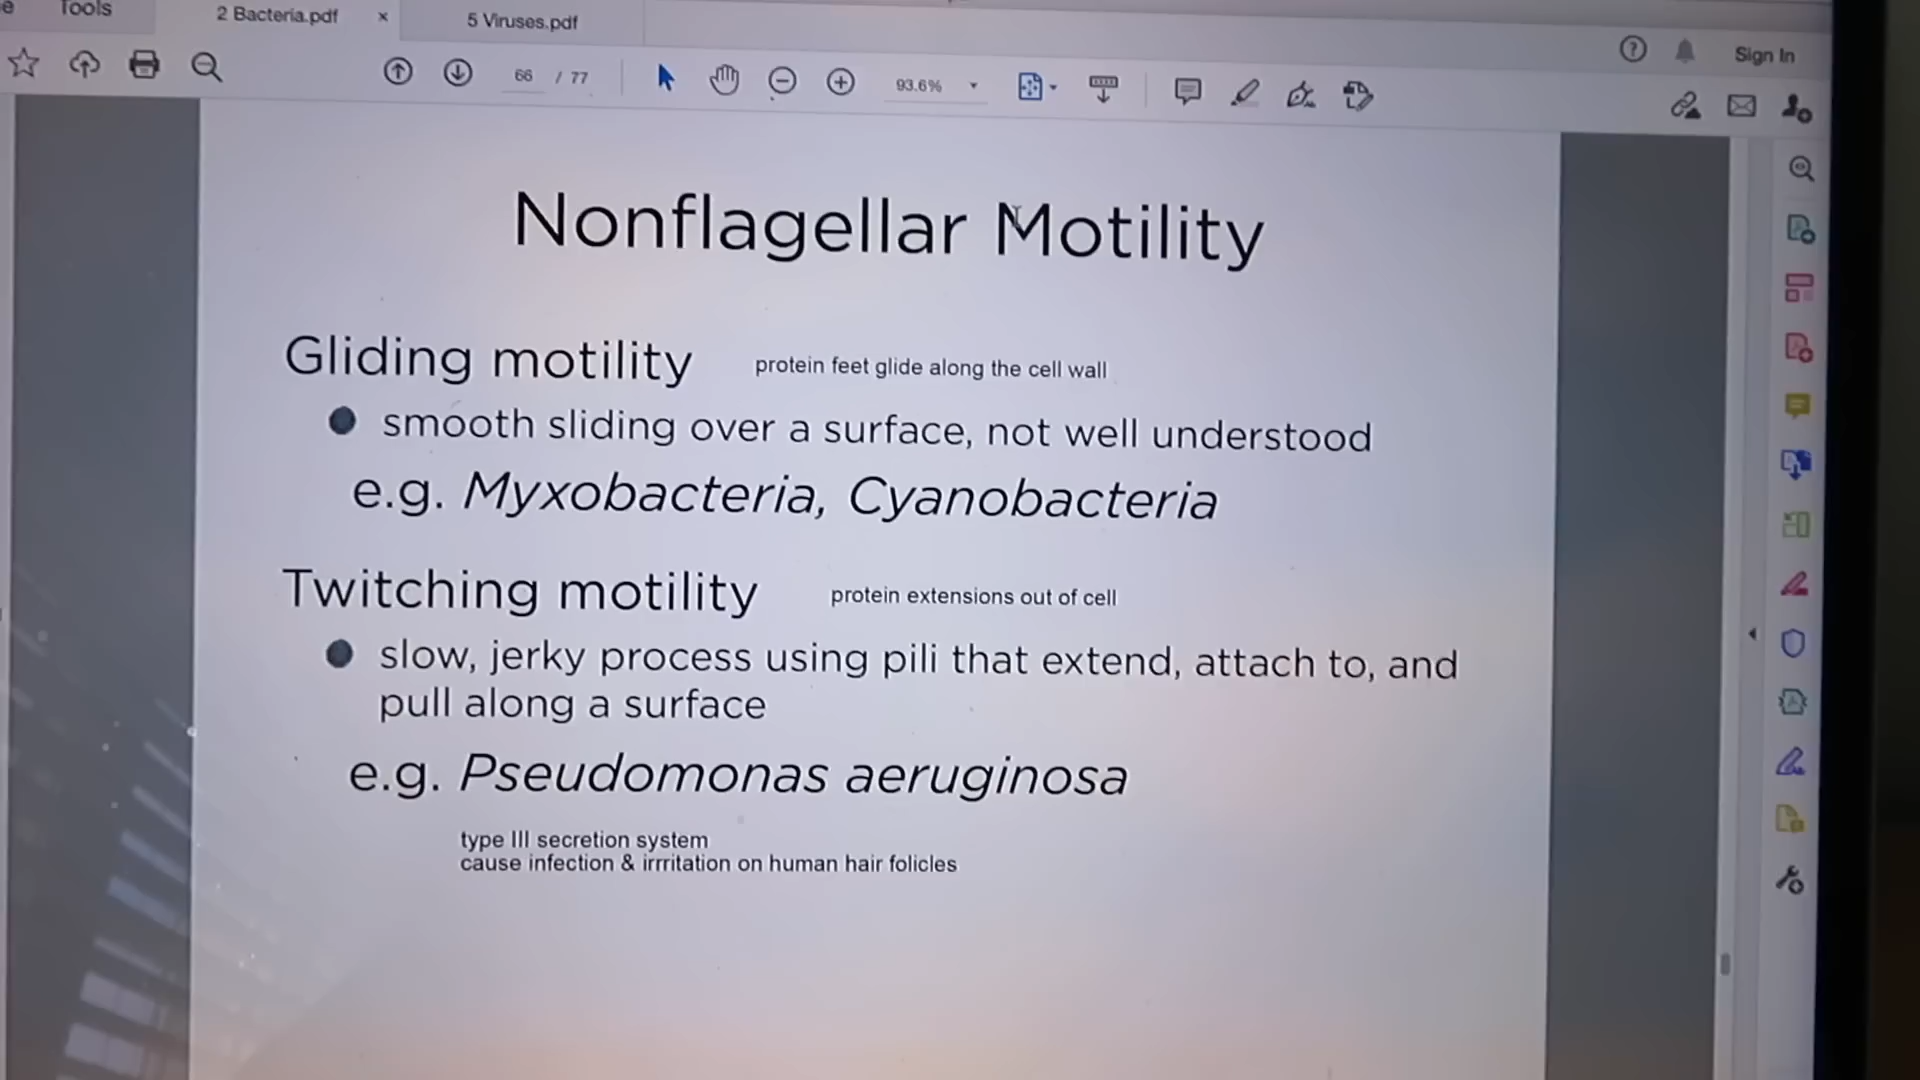 Tools
2 Bacteria.pdf ×
5 Viruses.pdf
66 / 77
93.6%
Sign In
Nonflagellar Motility
Gliding motility protein feet glide along the cell wall
● smooth sliding over a surface, not well understood
e.g. Myxobacteria, Cyanobacteria
Twitching motility protein extensions out of cell
● slow, jerky process using pili that extend, attach to, and
pull along a surface
e.g. Pseudomonas aeruginosa
type III secretion system
cause infection & irrritation on human hair folicles